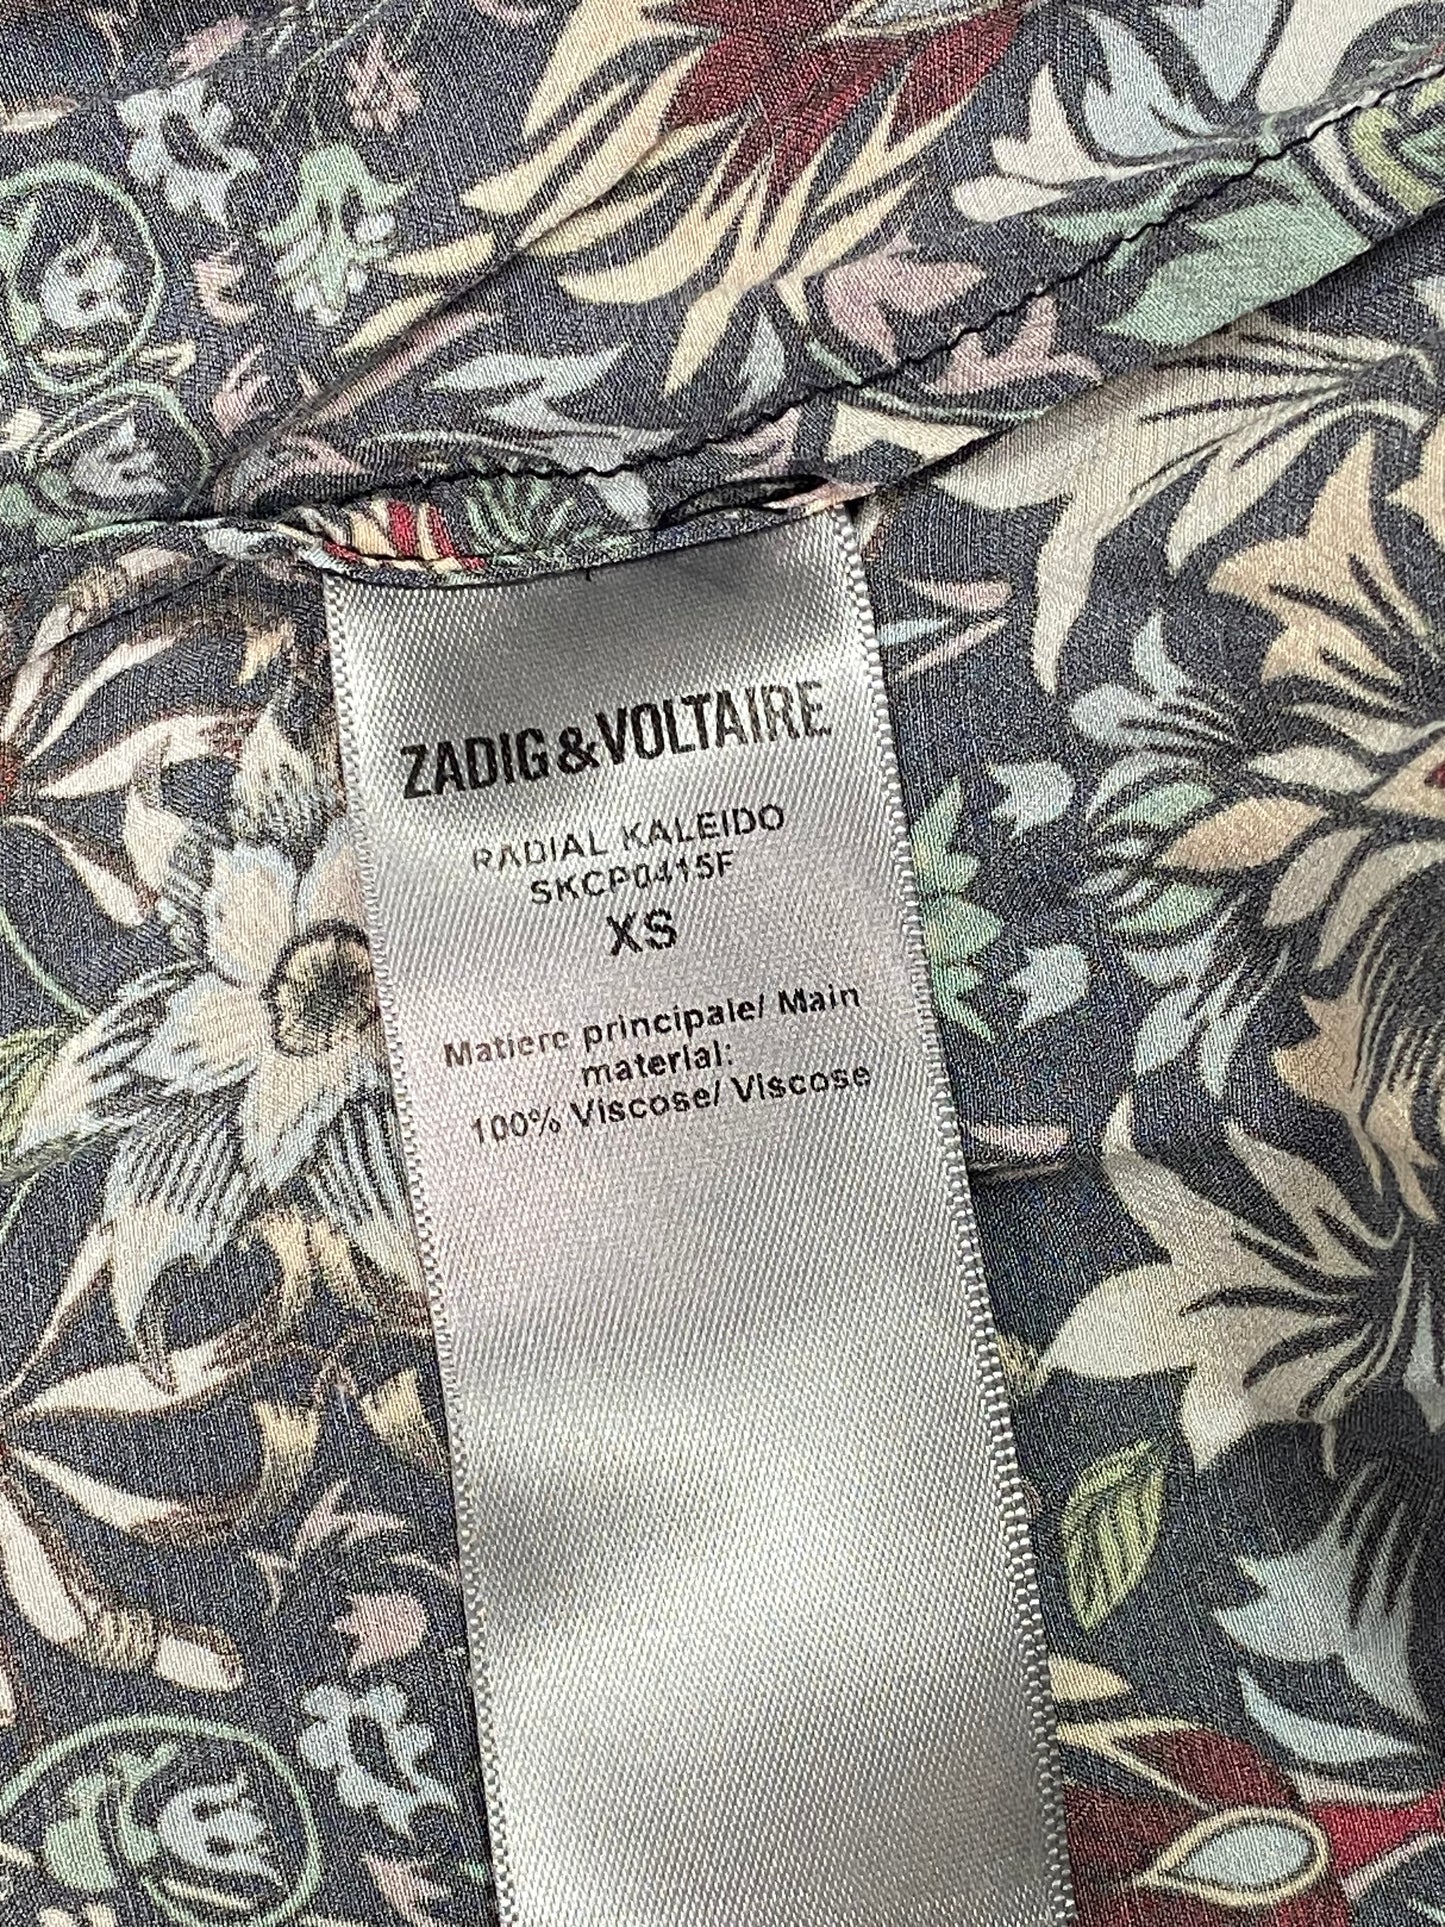 ZADIG&VOLTAIRE
RADIAL KALEIDO
SKCP0415F
XS
Matiere principale/ Main
material:
100% Viscose/ Viscose